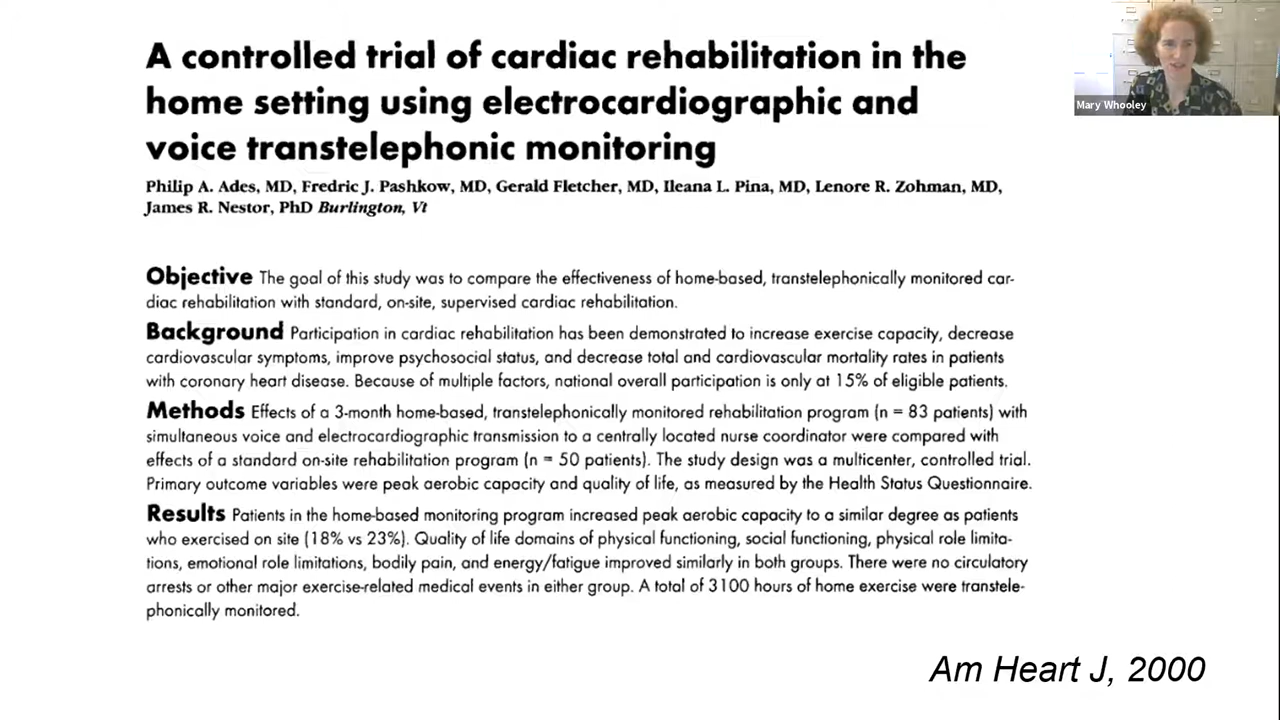 A controlled trial of cardiac rehabilitation in the
home setting using electrocardiographic and
voice transtelephonic monitoring
Philip A. Ades, MD, Fredric J. Pashkow, MD, Gerald Fletcher, MD, Ileana L. Pina, MD, Lenore R. Zohman, MD,
James R. Nestor, PhD Burlington, Vt
Objective The goal of this study was to compare the effectiveness of home-based, transtelephonically monitored car-
diac rehabilitation with standard, on-site, supervised cardiac rehabilitation.
Background Participation in cardiac rehabilitation has been demonstrated to increase exercise capacity, decrease
cardiovascular symptoms, improve psychosocial status, and decrease total and cardiovascular mortality rates in patients
with coronary heart disease. Because of multiple factors, national overall participation is only at 15% of eligible patients.
Methods Effects of a 3-month home-based, transtelephonically monitored rehabilitation program (n = 83 patients) with
simultaneous voice and electrocardiographic transmission to a centrally located nurse coordinator were compared with
effects of a standard on-site rehabilitation program (n = 50 patients). The study design was a multicenter, controlled trial.
Primary outcome variables were peak aerobic capacity and quality of life, as measured by the Health Status Questionnaire.
Results Patients in the home-based monitoring program increased peak aerobic capacity to a similar degree as patients
who exercised on site (18% vs 23%). Quality of life domains of physical functioning, social functioning, physical role limita-
tions, emotional role limitations, bodily pain, and energy/fatigue improved similarly in both groups. There were no circulatory
arrests or other major exercise-related medical events in either group. A total of 3100 hours of home exercise were transtele-
phonically monitored.
Am Heart J, 2000
Mary Whooley